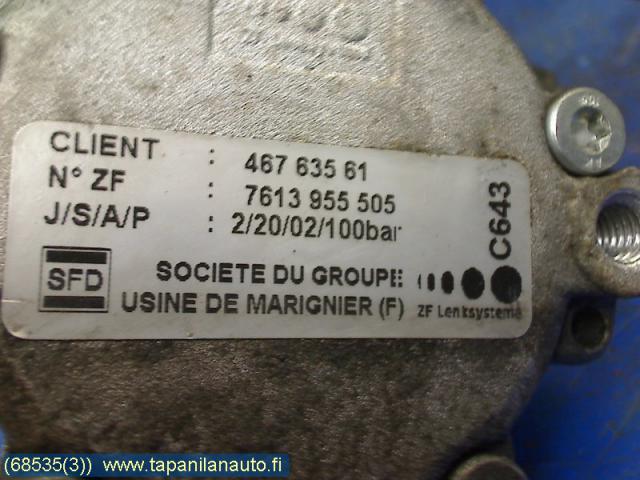 CLIENT : 467 635 61
N° ZF : 7613 955 505
J/S/A/P : 2/20/02/100bar
C643
SFD
SOCIETE DU GROUPE:
USINE DE MARIGNIER (F)
ZF Lenksysteme
(68535(3)) www.tapanilanauto.fi